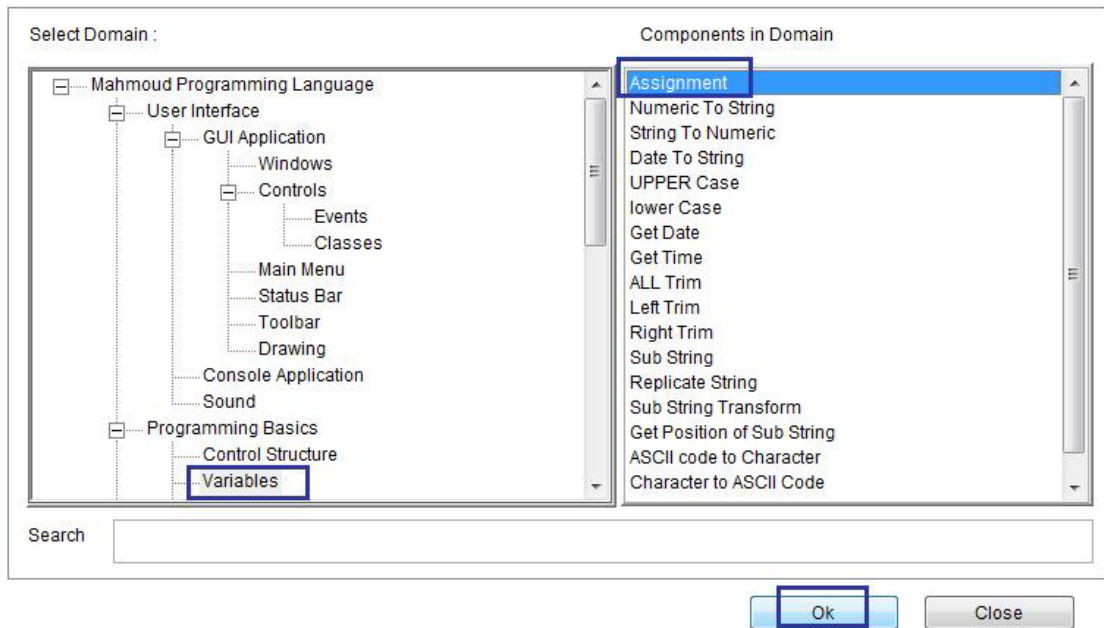 Select Domain :
Components in Domain
Mahmoud Programming Language
User Interface
GUI Application
Windows
Controls
Events
Classes
Main Menu
Status Bar
Toolbar
Drawing
Console Application
Sound
Programming Basics
Control Structure
Variables
Assignment
Numeric To String
String To Numeric
Date To String
UPPER Case
lower Case
Get Date
Get Time
ALL Trim
Left Trim
Right Trim
Sub String
Replicate String
Sub String Transform
Get Position of Sub String
ASCII code to Character
Character to ASCII Code
Search
Ok
Close